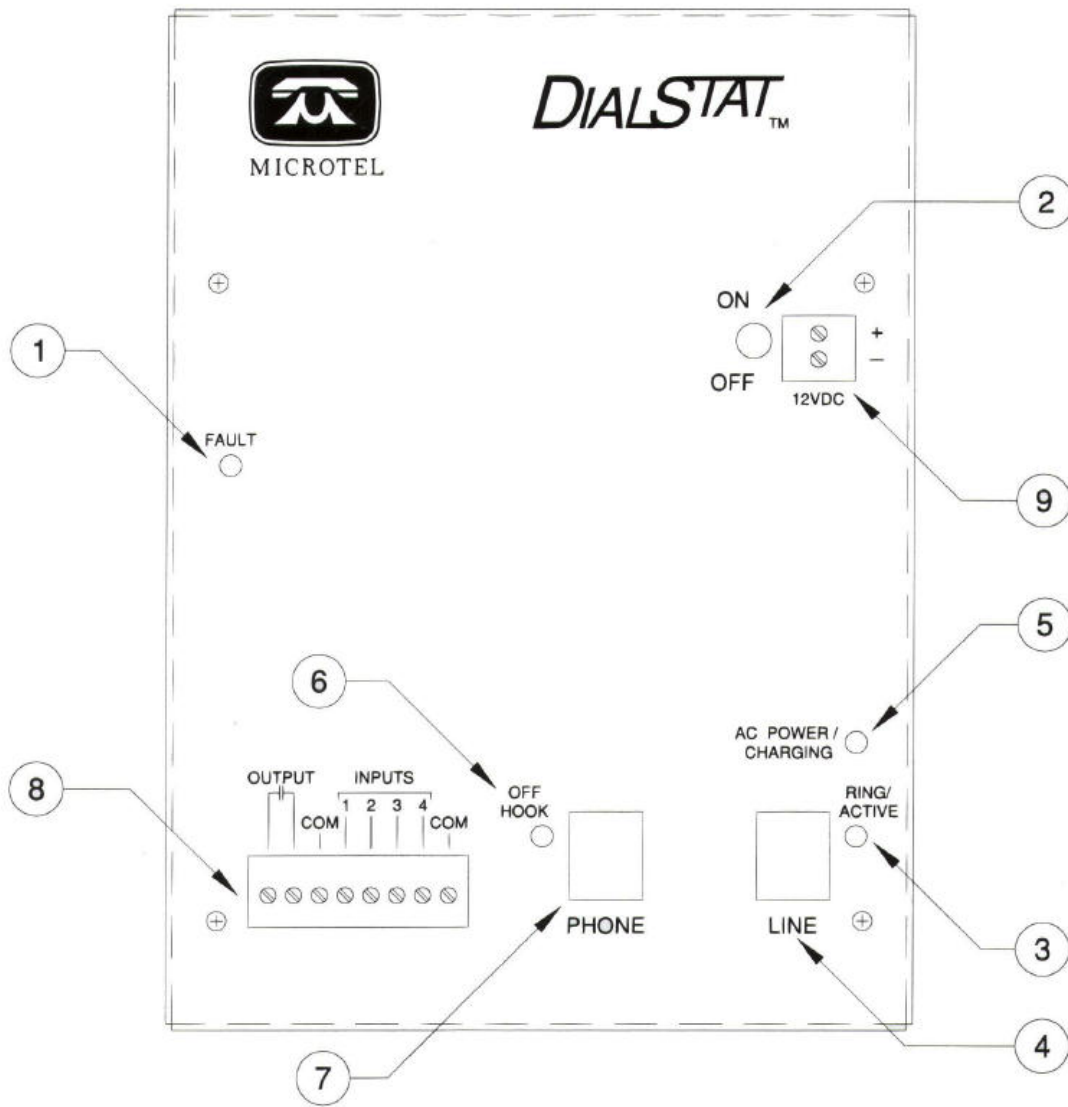 DIALSTAT™
MICROTEL
2
ON
OFF
+
−
12VDC
1
FAULT
9
5
6
AC POWER /
CHARGING
8
OUTPUT
INPUTS
1 2 3 4
COM
COM
OFF
HOOK
RING/
ACTIVE
PHONE
LINE
3
4
7